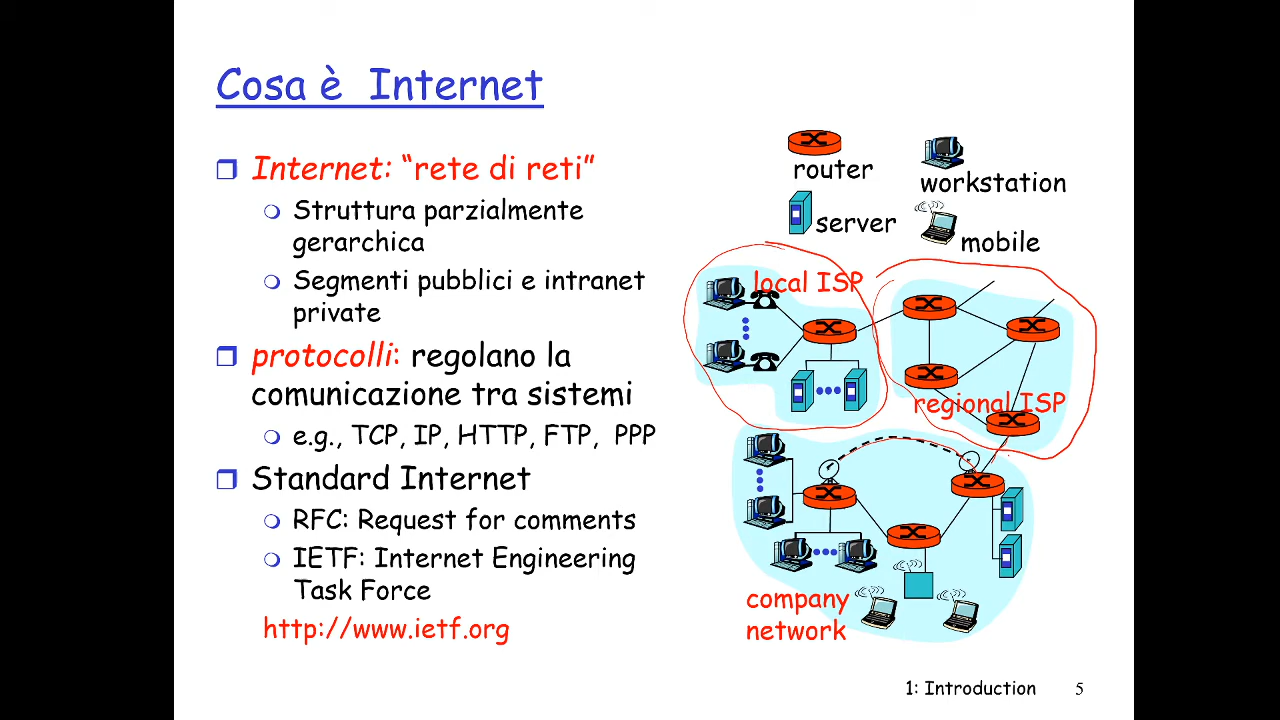 Cosa è Internet
Internet: “rete di reti”
Struttura parzialmente
gerarchica
Segmenti pubblici e intranet
private
protocolli: regolano la
comunicazione tra sistemi
e.g., TCP, IP, HTTP, FTP, PPP
Standard Internet
RFC: Request for comments
IETF: Internet Engineering
Task Force
http://www.ietf.org
router
workstation
server
mobile
local ISP
regional ISP
company
network
1: Introduction
5